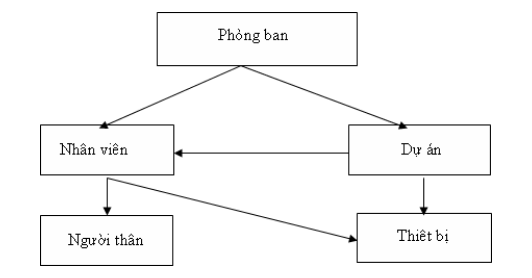 Phòng ban
Nhân viên
Dự án
Người thân
Thiết bị